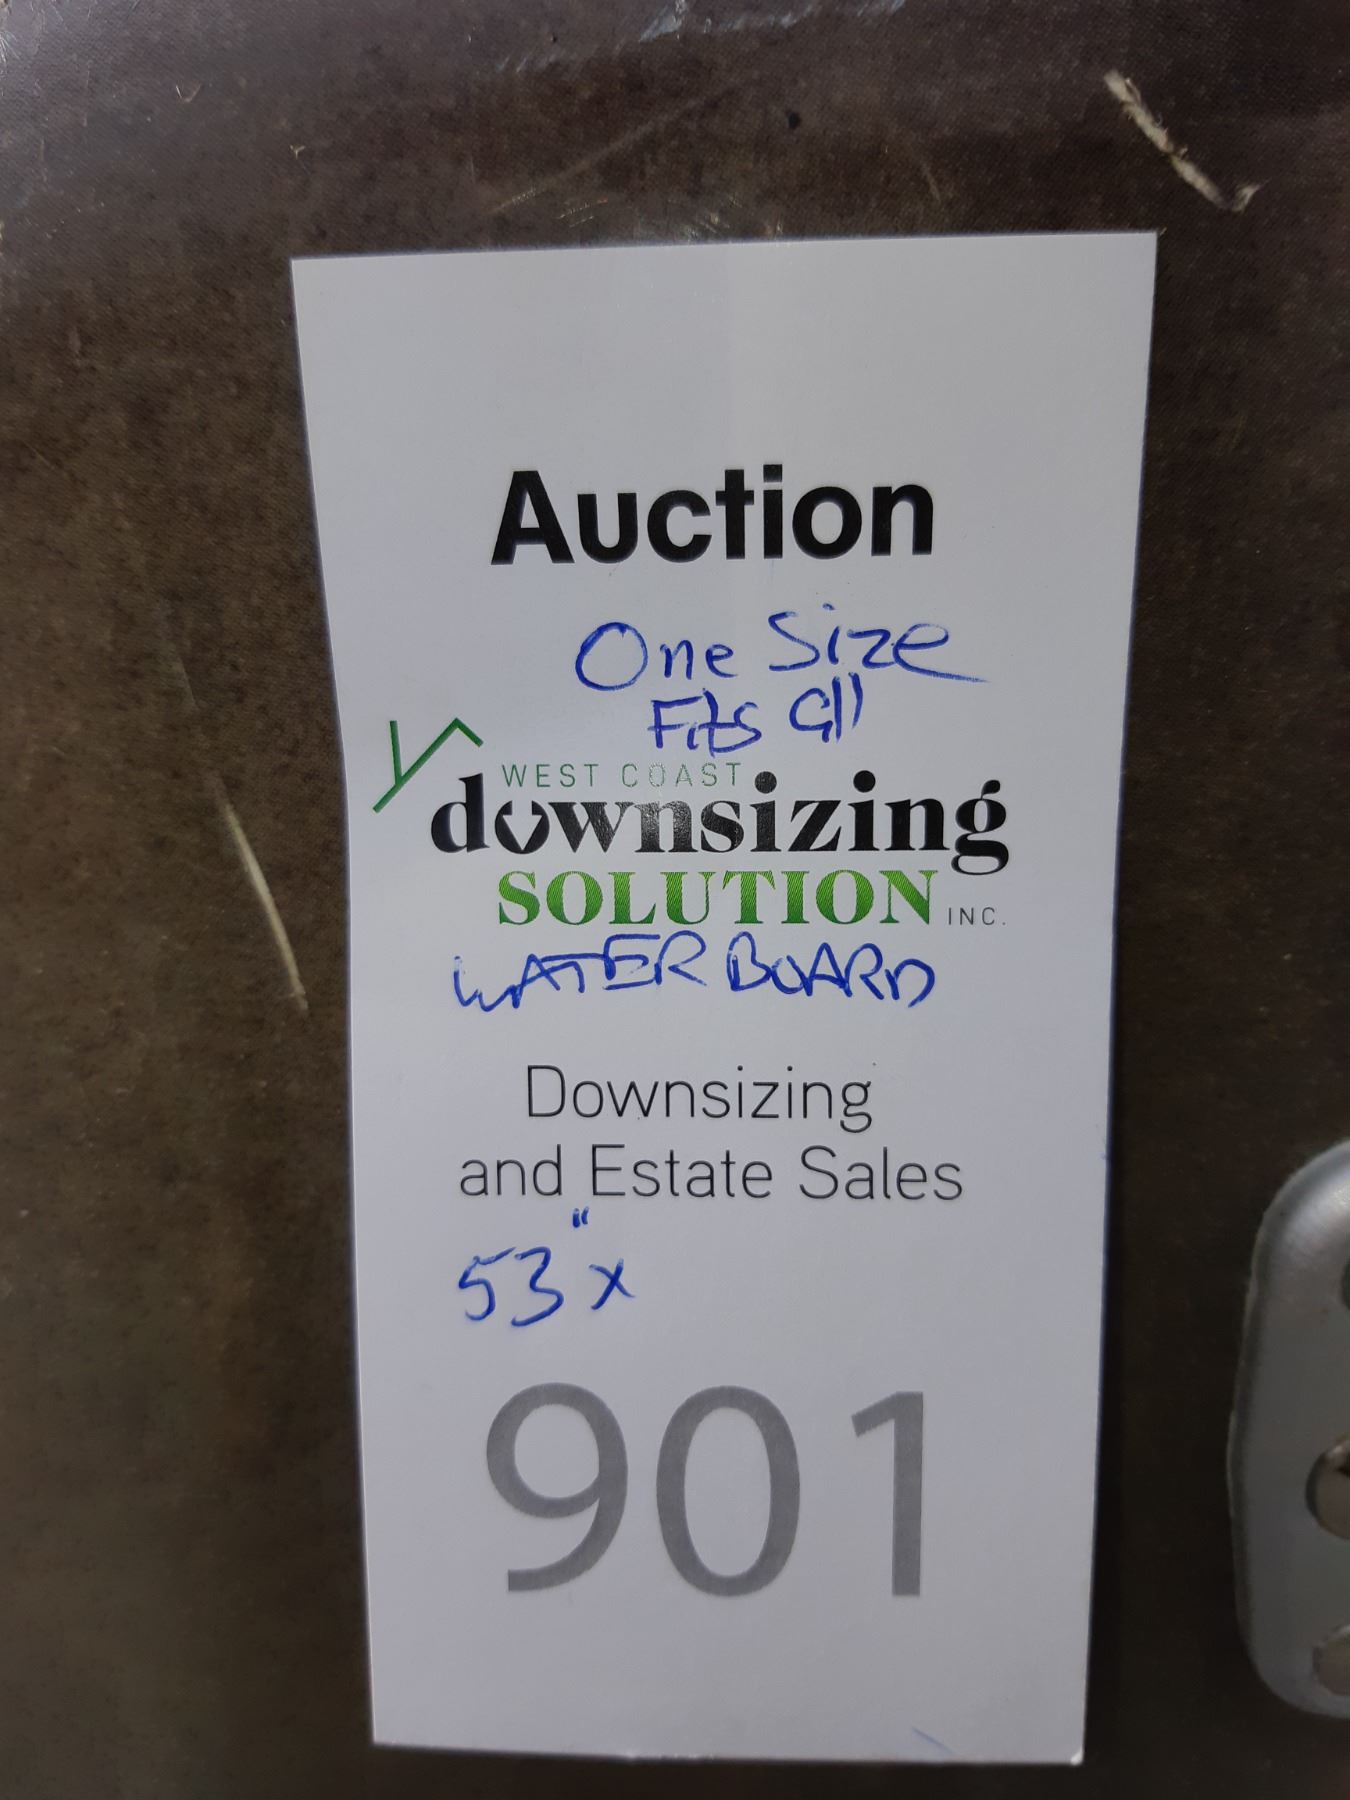 Auction
One Size
Fits all
WEST COAST
downsizing
SOLUTION INC.
WATER BOARD
Downsizing
and Estate Sales
53" x
901